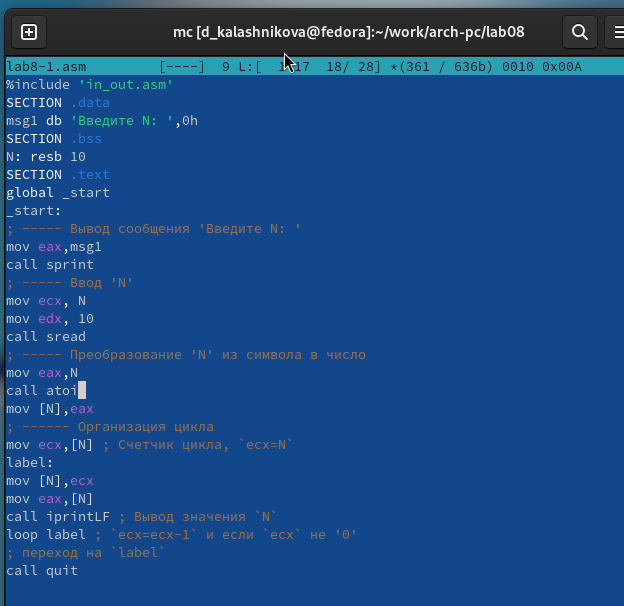 mc [d_kalashnikova@fedora]:~/work/arch-pc/lab08
lab8-1.asm [----] 9 L:[ 1 17 18/ 28] *(361 / 636b) 0010 0x00A
%include 'in_out.asm'
SECTION .data
msg1 db 'Введите N: ',0h
SECTION .bss
N: resb 10
SECTION .text
global _start
_start:
; ----- Вывод сообщения 'Введите N: '
mov eax,msg1
call sprint
; ----- Ввод 'N'
mov ecx, N
mov edx, 10
call sread
; ----- Преобразование 'N' из символа в число
mov eax,N
call atoi
mov [N],eax
; ------ Организация цикла
mov ecx,[N] ; Счетчик цикла, `ecx=N`
label:
mov [N],ecx
mov eax,[N]
call iprintLF ; Вывод значения `N`
loop label ; `ecx=ecx-1` и если `ecx` не '0'
; переход на `label`
call quit